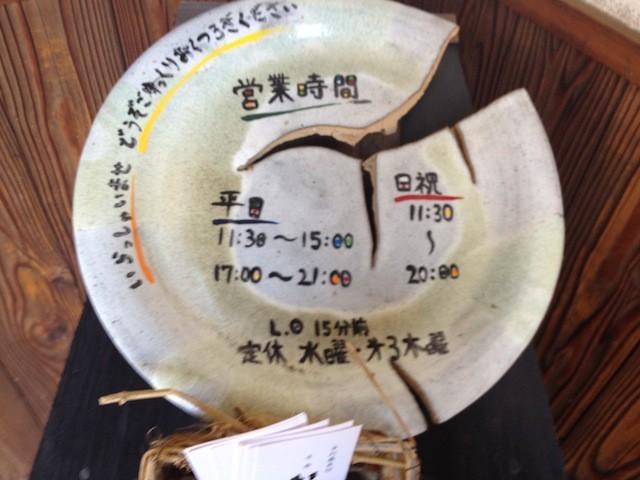 いらっしゃいませ どうぞごゆっくりおくつろぎください
営業時間
平日
11:30～15:00
17:00～21:00
日祝
11:30
～
20:00
L.O 15分前
定休 水曜・第3木曜